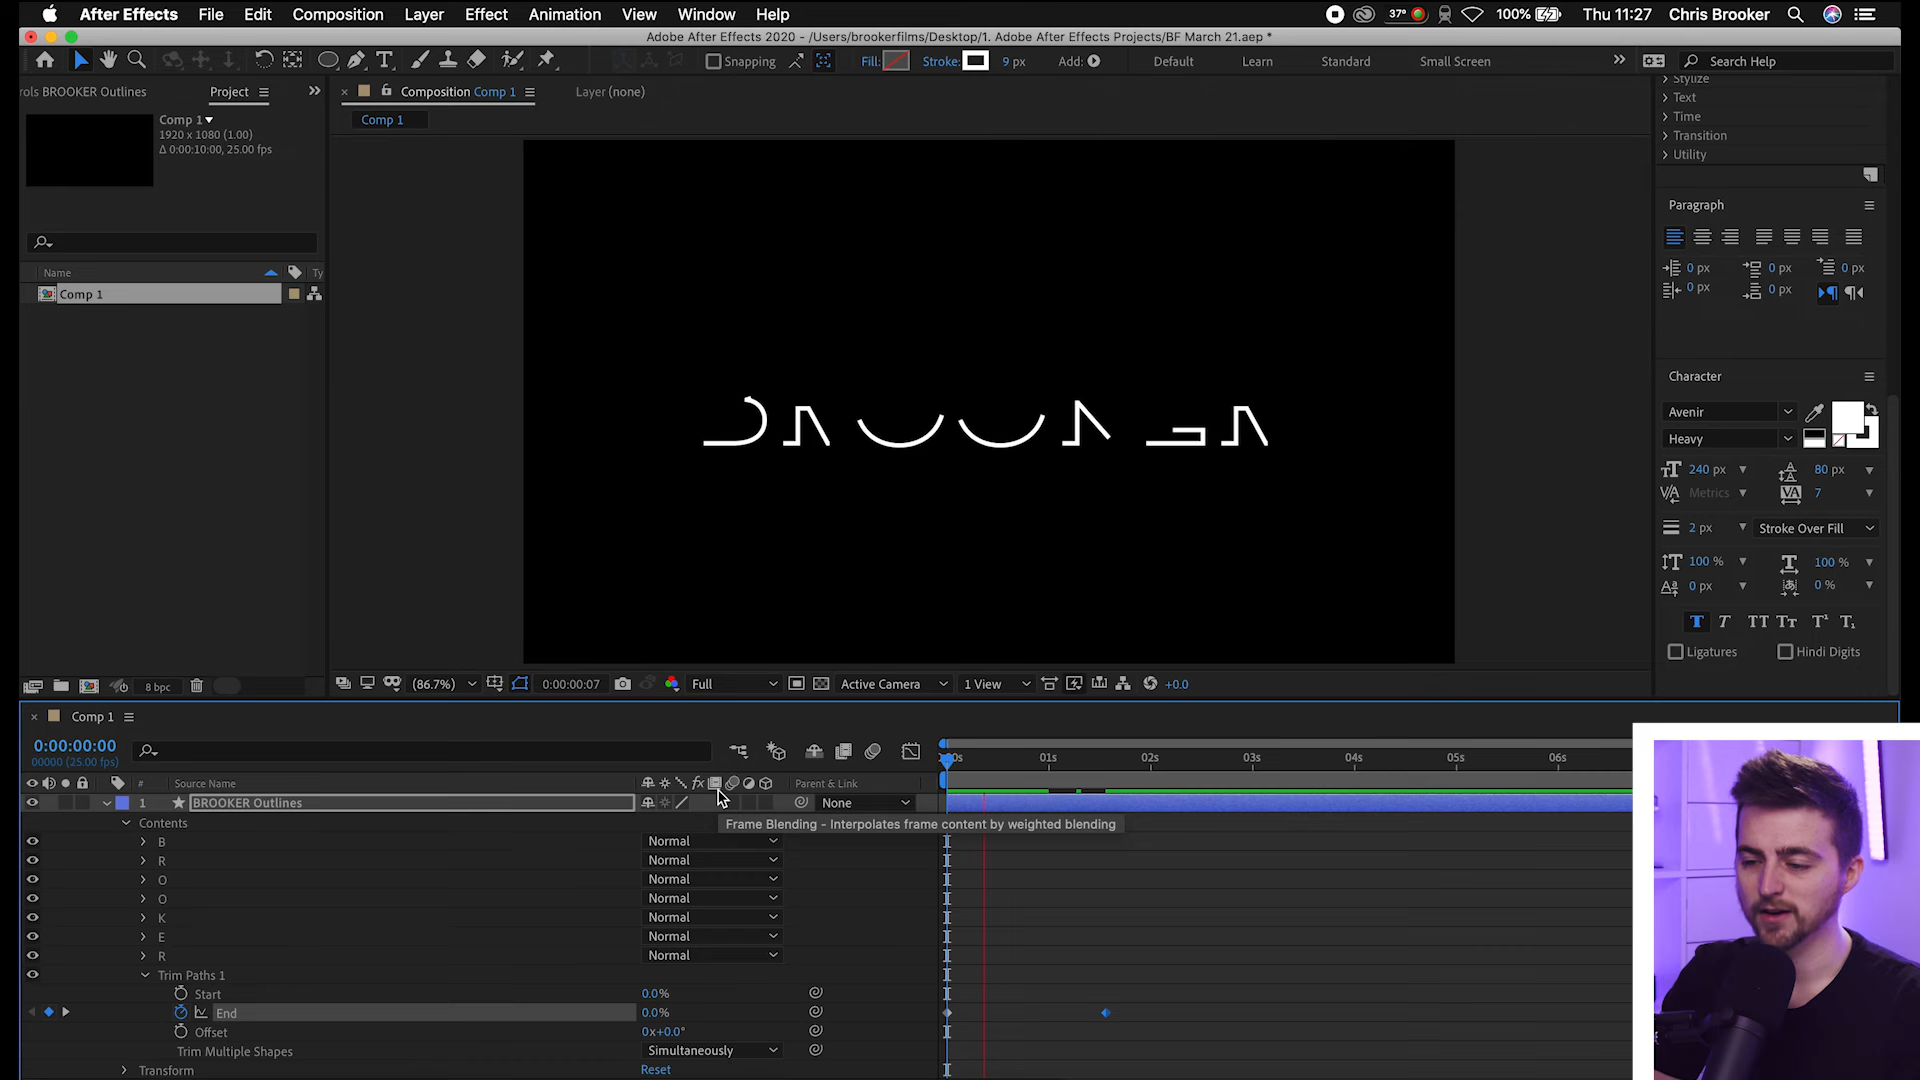 After Effects File Edit Composition Layer Effect Animation View Window Help 37° 100% Thu 11:27 Chris Brooker
Adobe After Effects 2020 - /Users/brookerfilms/Desktop/1. Adobe After Effects Projects/BF March 21.aep *
Snapping Fill: Stroke: 9 px Add: Default Learn Standard Small Screen Search Help
rols BROOKER Outlines Project Composition Comp 1 Layer (none)
Comp 1
1920 x 1080 (1.00)
Δ 0:00:10:00, 25.00 fps
Comp 1
Stylize
Text
Time
Transition
Utility
Name Ty
Comp 1
Paragraph
0 px 0 px 0 px
0 px 0 px
Character
Avenir
Heavy
240 px 80 px
Metrics 7
2 px Stroke Over Fill
100 % 100 %
0 px 0 %
T T TT Tt T¹ T₁
Ligatures Hindi Digits
8 bpc (86.7%) 0:00:00:07 Full Active Camera 1 View +0.0
Comp 1
0:00:00:00
00000 (25.00 fps)
0s 01s 02s 03s 04s 05s 06s
# Source Name fx Parent & Link
1 BROOKER Outlines None
Contents
Frame Blending - Interpolates frame content by weighted blending
B Normal
R Normal
O Normal
O Normal
K Normal
E Normal
R Normal
Trim Paths 1
Start 0.0%
End 0.0%
Offset 0x+0.0°
Trim Multiple Shapes Simultaneously
Transform Reset